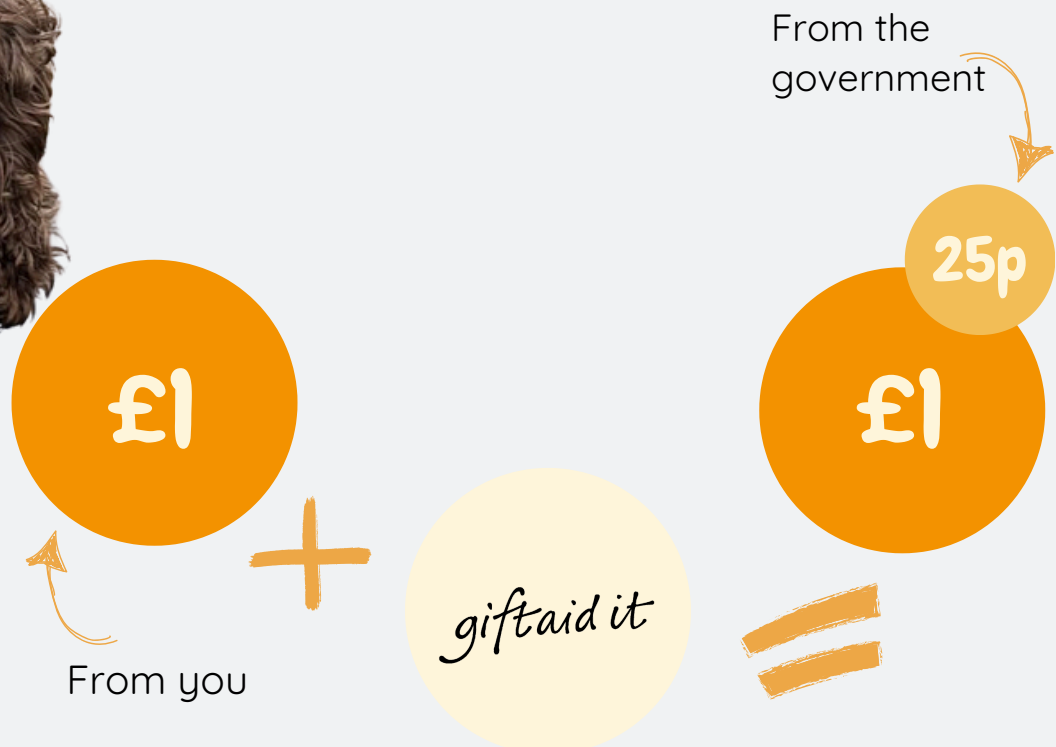 From the
government
25p
£1
£1
giftaid it
From you